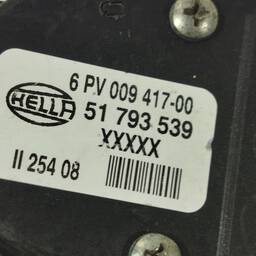 6 PV 009 417-00
HELLA 51 793 539
XXXXX
II 254 08